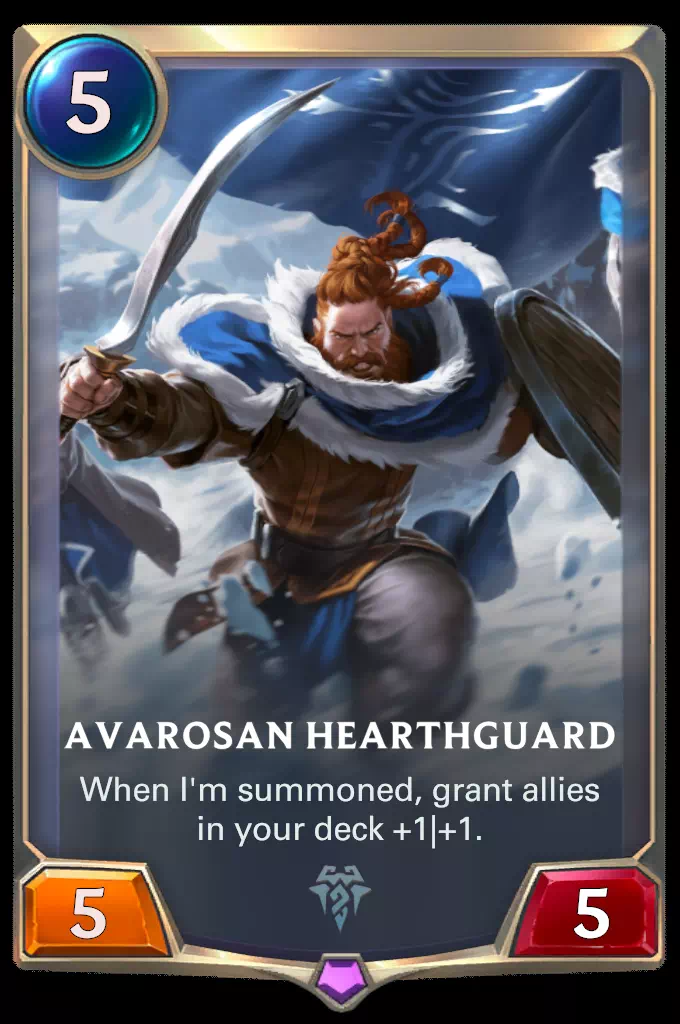 5
AVAROSAN HEARTHGUARD
When I'm summoned, grant allies
in your deck +1|+1.
5
5